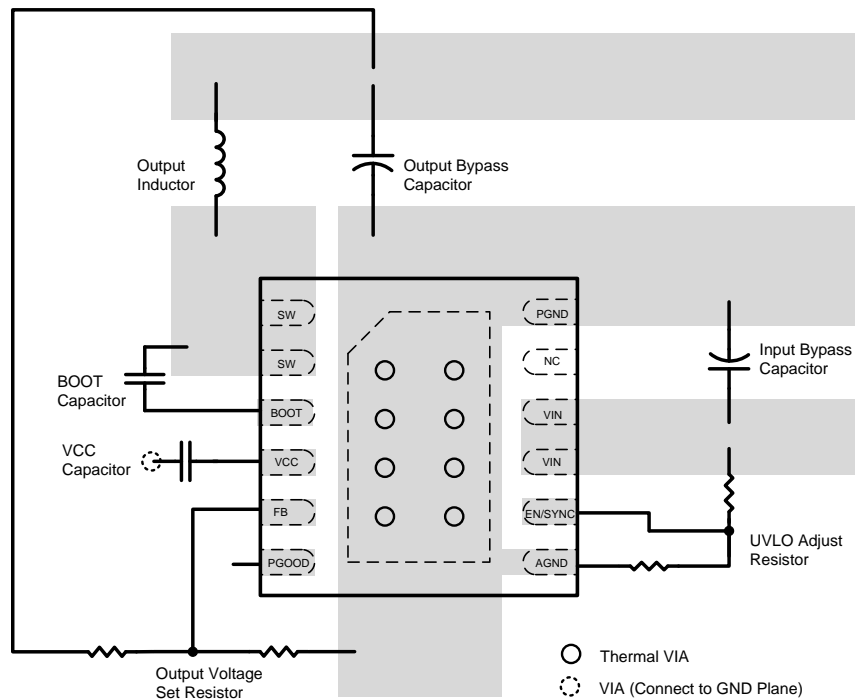 Output
Inductor
Output Bypass
Capacitor
SW
PGND
SW
NC
Input Bypass
Capacitor
BOOT
Capacitor
BOOT
VIN
VCC
Capacitor
VCC
VIN
FB
EN/SYNC
UVLO Adjust
Resistor
PGOOD
AGND
Output Voltage
Set Resistor
Thermal VIA
VIA (Connect to GND Plane)